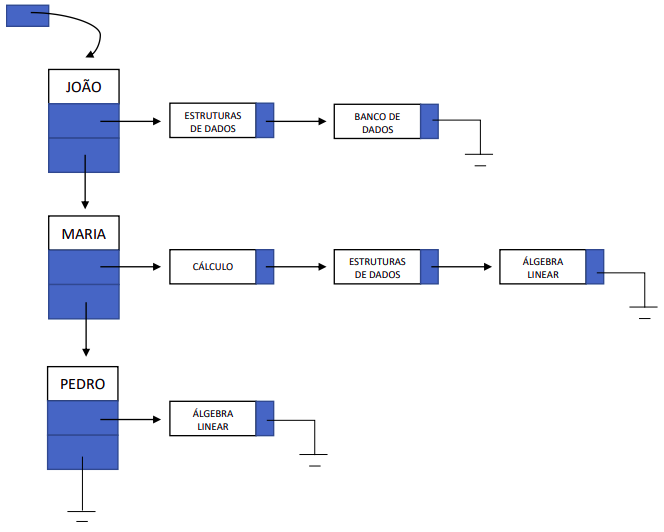 JOÃO
ESTRUTURAS
DE DADOS
BANCO DE
DADOS
MARIA
CÁLCULO
ESTRUTURAS
DE DADOS
ÁLGEBRA
LINEAR
PEDRO
ÁLGEBRA
LINEAR